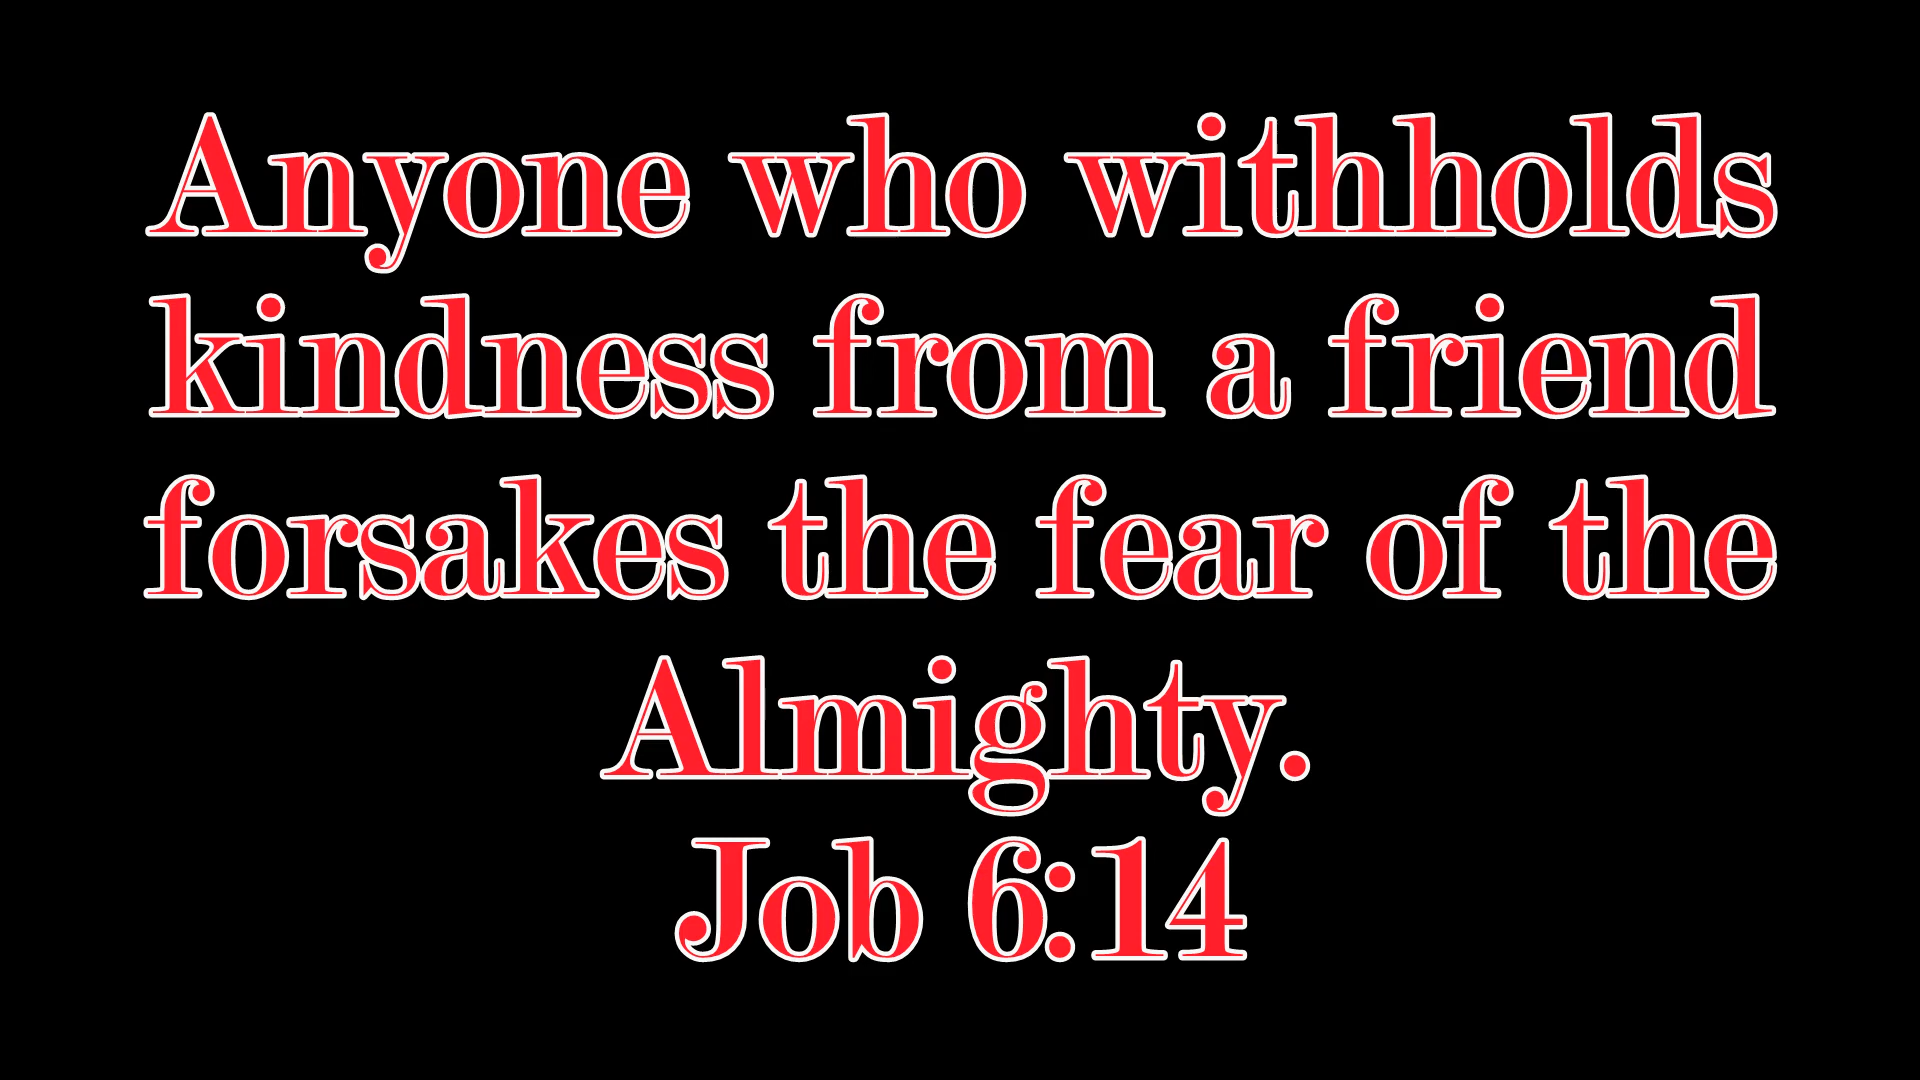 Anyone who withholds
kindness from a friend
forsakes the fear of the
Almighty.
Job 6:14